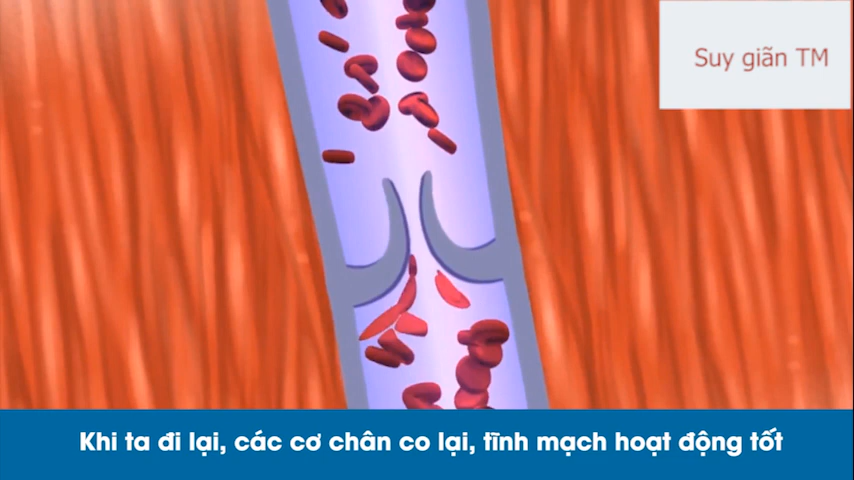 Suy giãn TM
Khi ta đi lại, các cơ chân co lại, tĩnh mạch hoạt động tốt